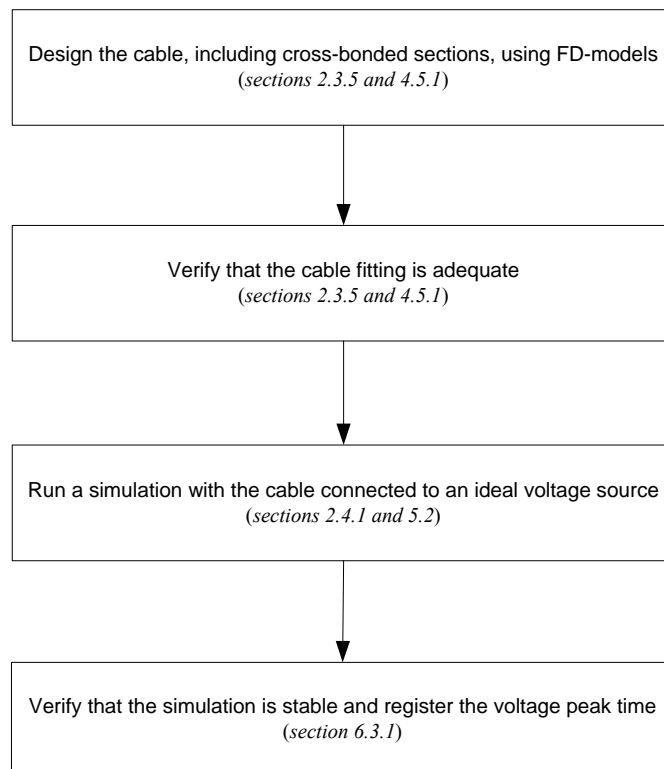 Design the cable, including cross-bonded sections, using FD-models
(sections 2.3.5 and 4.5.1)
Verify that the cable fitting is adequate
(sections 2.3.5 and 4.5.1)
Run a simulation with the cable connected to an ideal voltage source
(sections 2.4.1 and 5.2)
Verify that the simulation is stable and register the voltage peak time
(section 6.3.1)